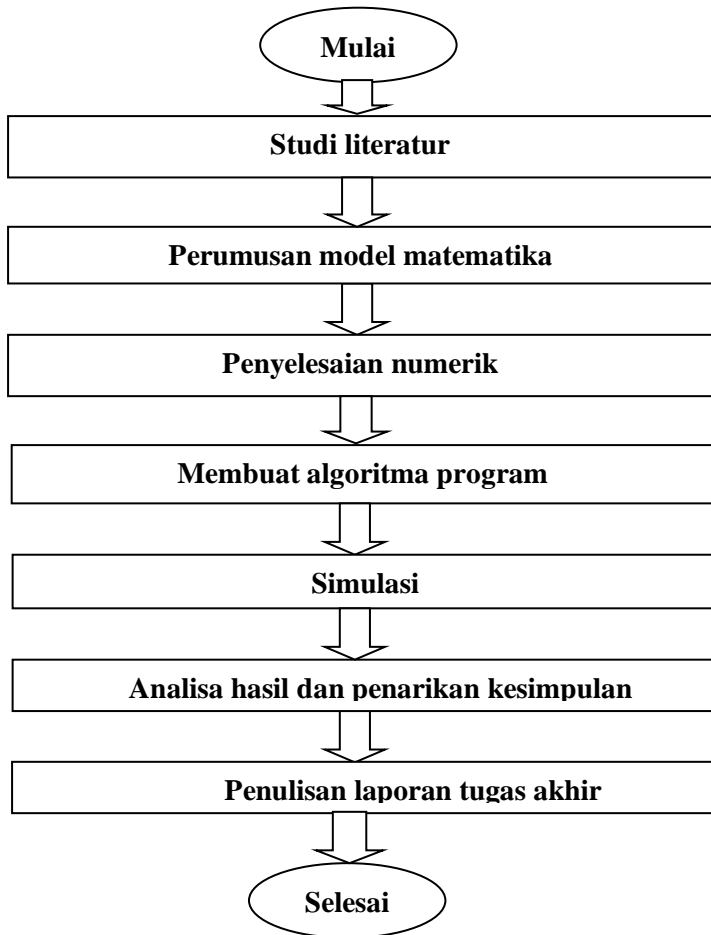 Mulai
Studi literatur
Perumusan model matematika
Penyelesaian numerik
Membuat algoritma program
Simulasi
Analisa hasil dan penarikan kesimpulan
Penulisan laporan tugas akhir
Selesai